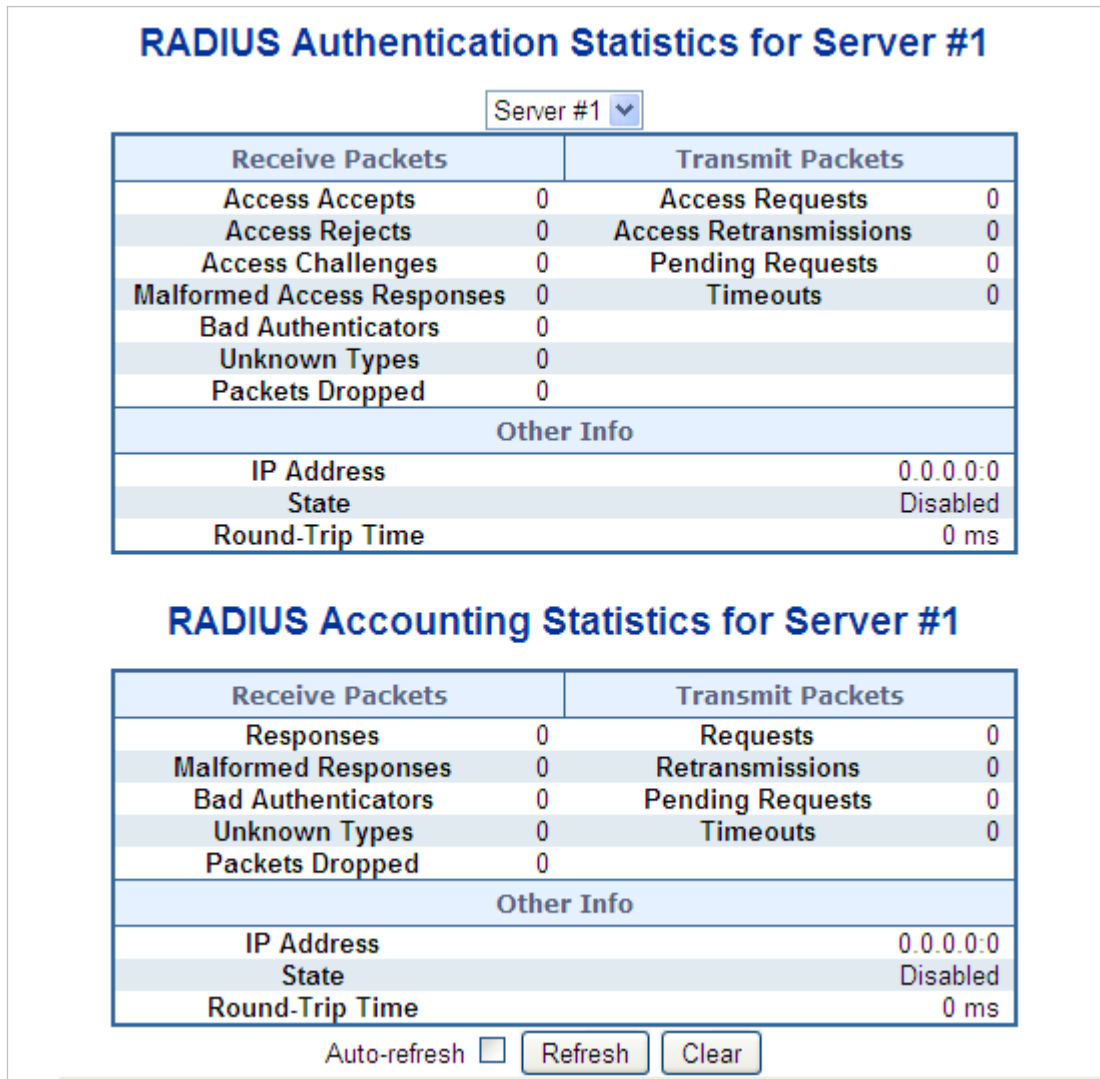 RADIUS Authentication Statistics for Server #1
Server #1
Receive Packets Transmit Packets
Access Accepts 0 Access Requests 0
Access Rejects 0 Access Retransmissions 0
Access Challenges 0 Pending Requests 0
Malformed Access Responses 0 Timeouts 0
Bad Authenticators 0
Unknown Types 0
Packets Dropped 0
Other Info
IP Address 0.0.0.0:0
State Disabled
Round-Trip Time 0 ms
RADIUS Accounting Statistics for Server #1
Receive Packets Transmit Packets
Responses 0 Requests 0
Malformed Responses 0 Retransmissions 0
Bad Authenticators 0 Pending Requests 0
Unknown Types 0 Timeouts 0
Packets Dropped 0
Other Info
IP Address 0.0.0.0:0
State Disabled
Round-Trip Time 0 ms
Auto-refresh Refresh Clear